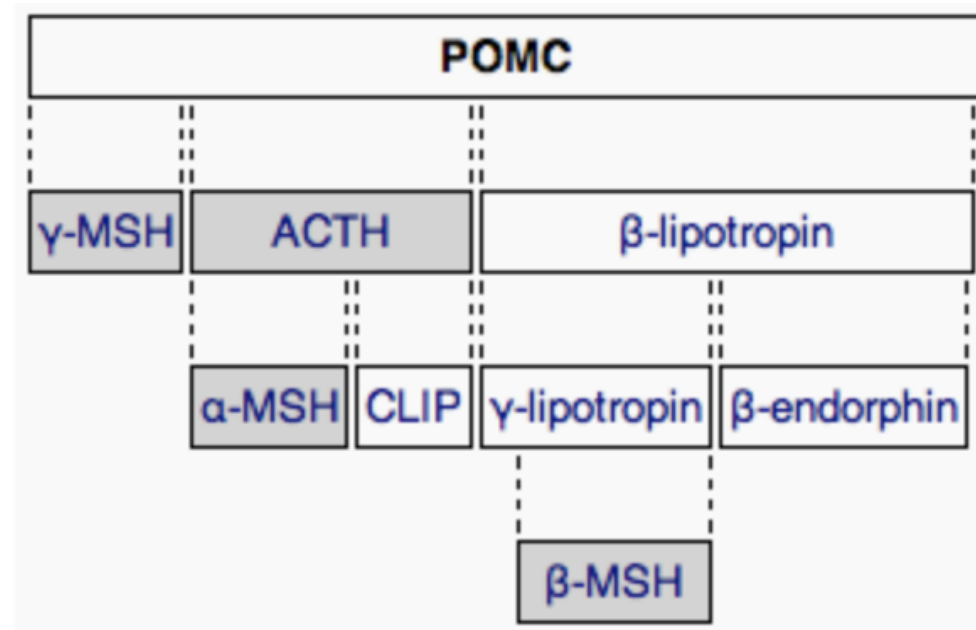 POMC
γ-MSH ACTH β-lipotropin
α-MSH CLIP γ-lipotropin β-endorphin
β-MSH